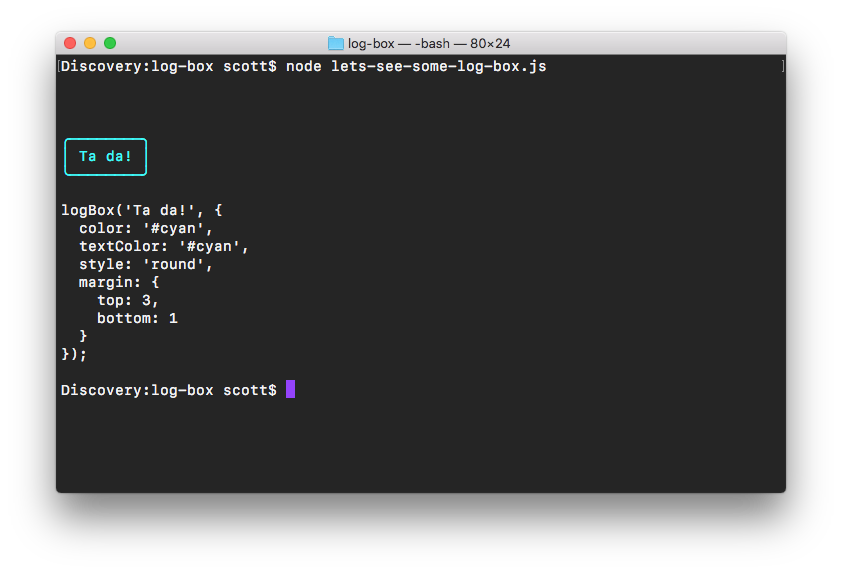 log-box — -bash — 80×24
[Discovery:log-box scott$ node lets-see-some-log-box.js ]
Ta da!
logBox('Ta da!', {
  color: '#cyan',
  textColor: '#cyan',
  style: 'round',
  margin: {
    top: 3,
    bottom: 1
  }
});
Discovery:log-box scott$